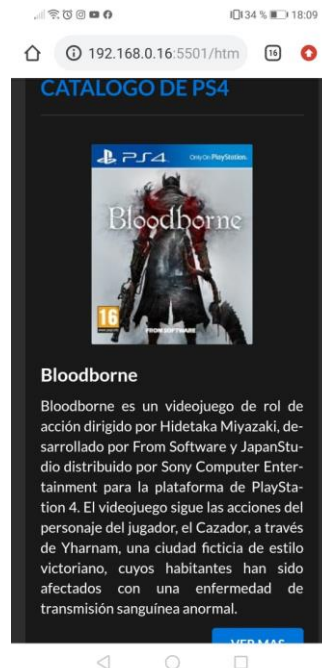 34 % 18:09
192.168.0.16:5501/htm 16
CATALOGO DE PS4
PS4 Only On PlayStation
Bloodborne
16
FROM SOFTWARE
Bloodborne
Bloodborne es un videojuego de rol de
acción dirigido por Hidetaka Miyazaki, de-
sarrollado por From Software y JapanStu-
dio distribuido por Sony Computer Enter-
tainment para la plataforma de PlaySta-
tion 4. El videojuego sigue las acciones del
personaje del jugador, el Cazador, a través
de Yharnam, una ciudad ficticia de estilo
victoriano, cuyos habitantes han sido
afectados con una enfermedad de
transmisión sanguínea anormal.
VER MAS